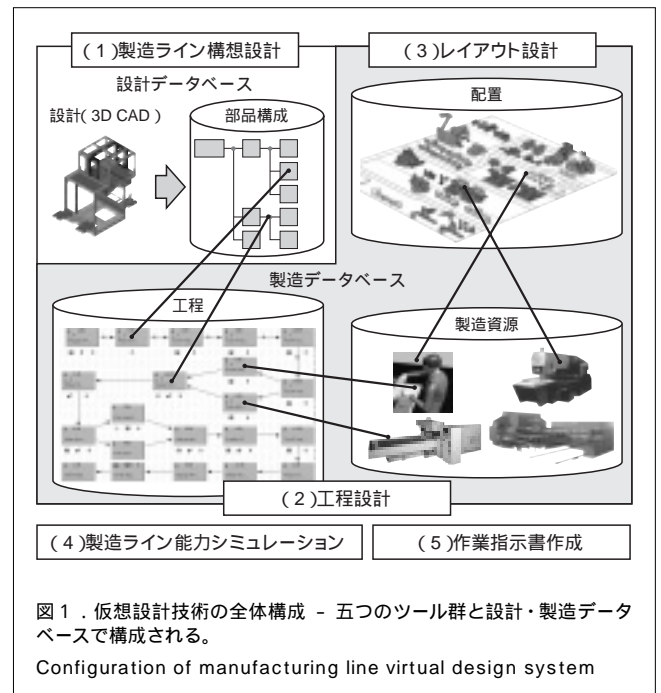 (1)製造ライン構想設計
(3)レイアウト設計
設計データベース
設計(3D CAD)
部品構成
配置
製造データベース
工程
製造資源
(2)工程設計
(4)製造ライン能力シミュレーション
(5)作業指示書作成
図1.仮想設計技術の全体構成 - 五つのツール群と設計・製造データ
ベースで構成される。
Configuration of manufacturing line virtual design system